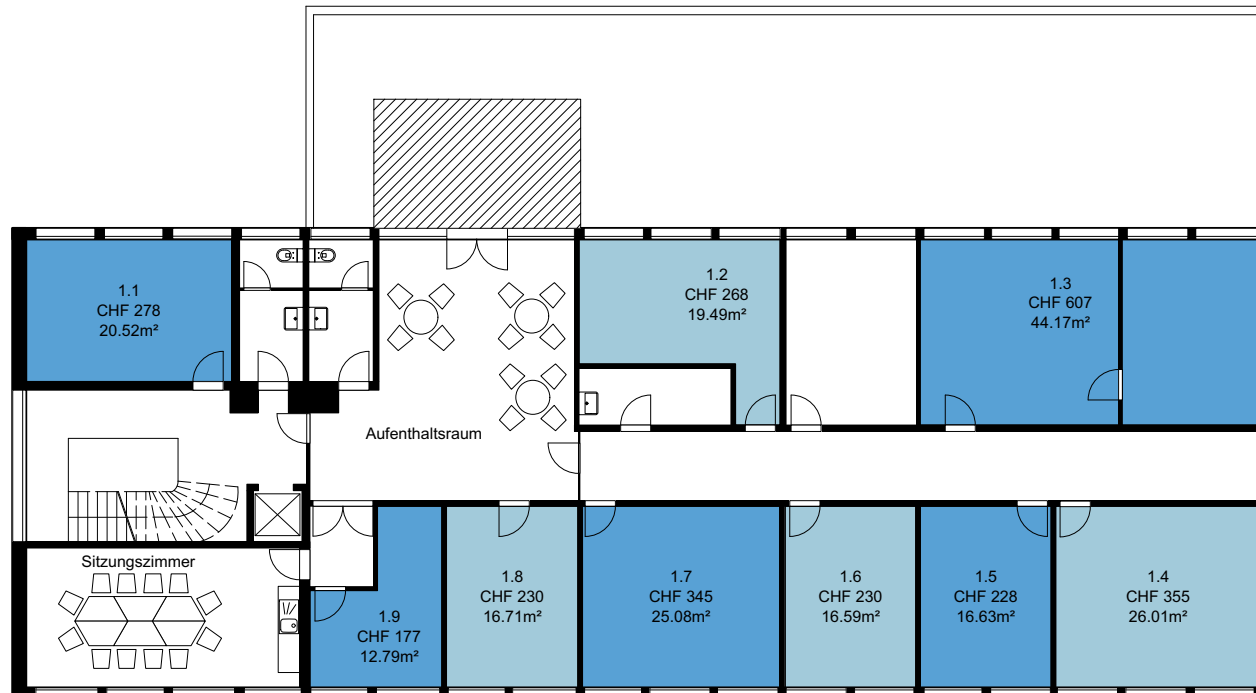 1.1
CHF 278
20.52m²
1.2
CHF 268
19.49m²
1.3
CHF 607
44.17m²
Aufenthaltsraum
Sitzungszimmer
1.9
CHF 177
12.79m²
1.8
CHF 230
16.71m²
1.7
CHF 345
25.08m²
1.6
CHF 230
16.59m²
1.5
CHF 228
16.63m²
1.4
CHF 355
26.01m²